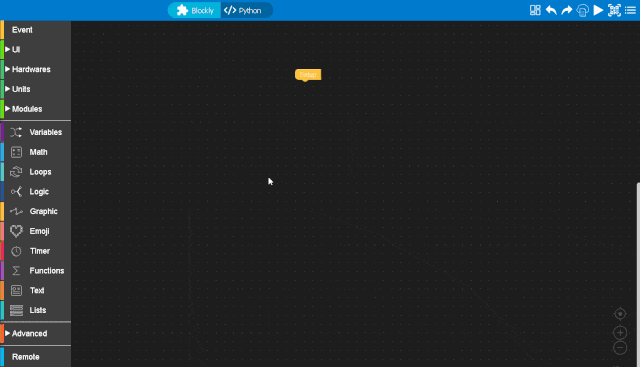 Blockly
</> Python
Event
UI
Hardwares
Units
Modules
Variables
Math
Loops
Logic
Graphic
Emoji
Timer
Functions
Text
Lists
Advanced
Remote
Setup